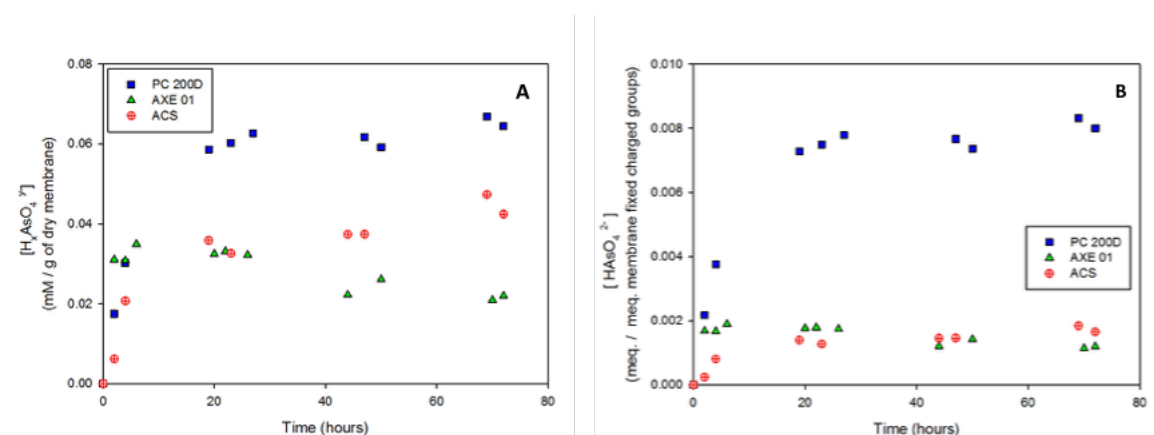 0.08
0.06
0.04
0.02
0.00
0
20
40
60
80
PC 200D
AXE 01
ACS
A
[HₓAsO₄ ʸ⁻]
(mM / g of dry membrane)
Time (hours)
0.010
0.008
0.006
0.004
0.002
0.000
0
20
40
60
80
B
PC 200D
AXE 01
ACS
[ HAsO₄ ²⁻ ]
(meq. / meq. membrane fixed charged groups)
Time (hours)